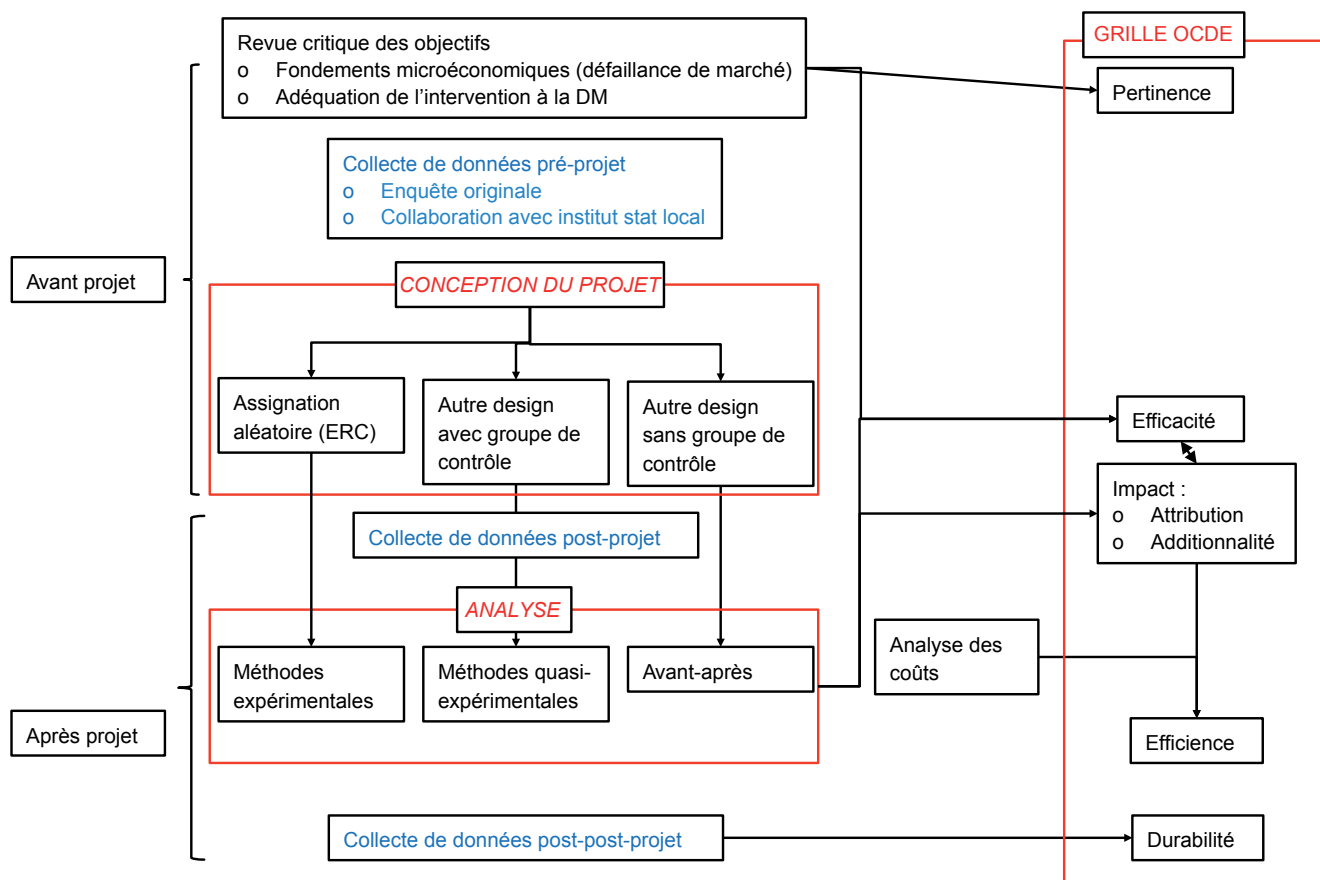 Revue critique des objectifs
o Fondements microéconomiques (défaillance de marché)
o Adéquation de l'intervention à la DM
GRILLE OCDE
Pertinence
Collecte de données pré-projet
o Enquête originale
o Collaboration avec institut stat local
Avant projet
CONCEPTION DU PROJET
Assignation
aléatoire (ERC)
Autre design
avec groupe de
contrôle
Autre design
sans groupe de
contrôle
Efficacité
Impact :
o Attribution
o Additionnalité
Collecte de données post-projet
ANALYSE
Méthodes
expérimentales
Méthodes quasi-
expérimentales
Avant-après
Analyse des
coûts
Après projet
Efficience
Collecte de données post-post-projet
Durabilité